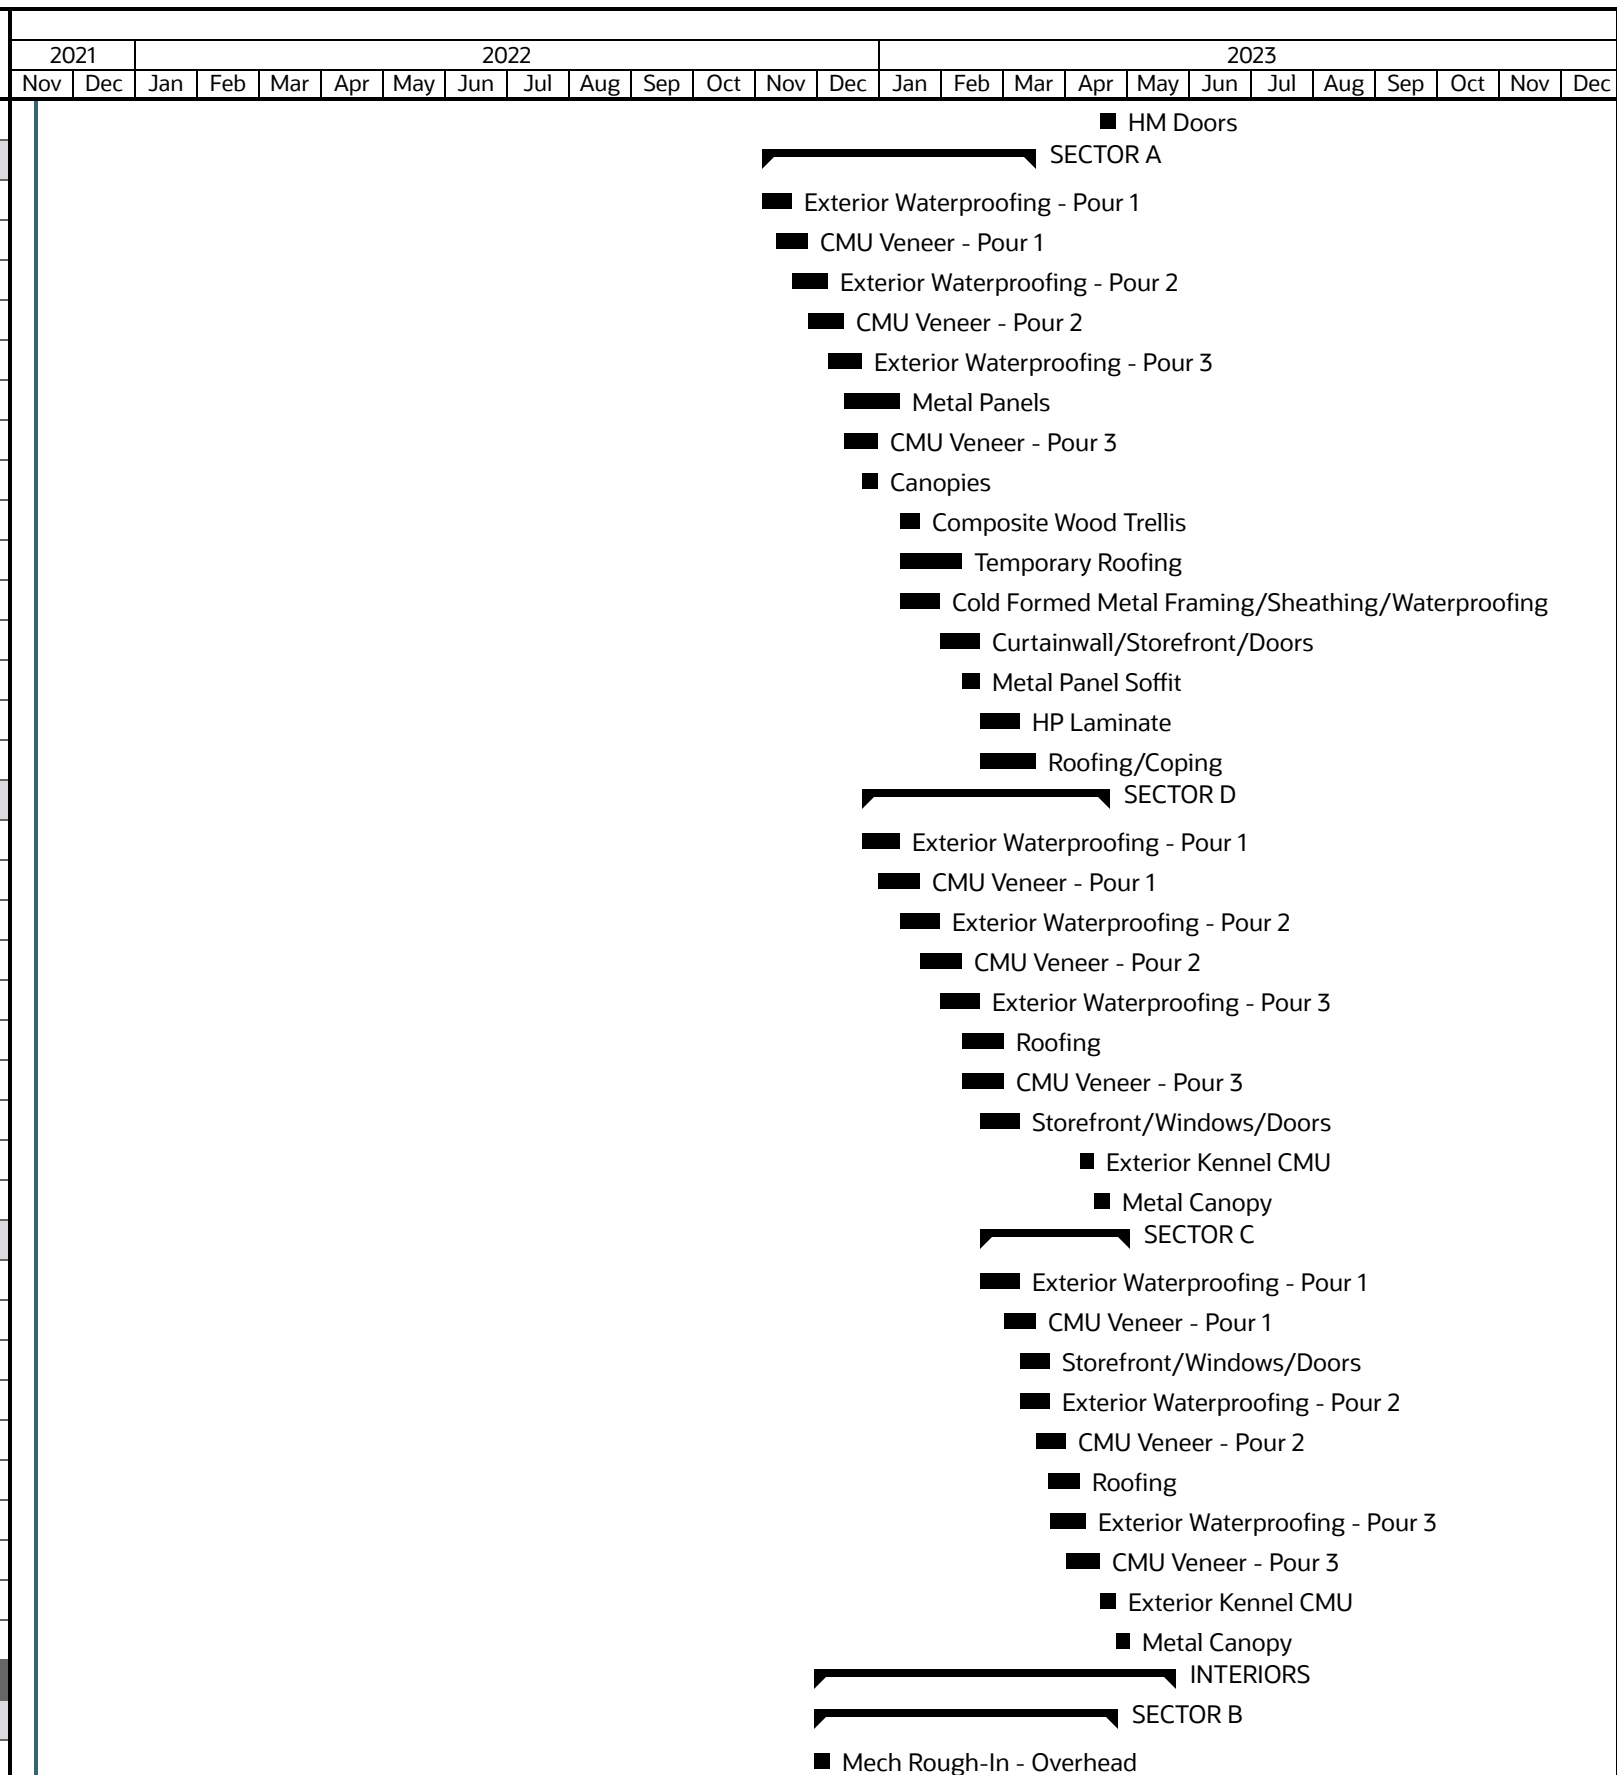 2021 2022 2023
Nov Dec Jan Feb Mar Apr May Jun Jul Aug Sep Oct Nov Dec Jan Feb Mar Apr May Jun Jul Aug Sep Oct Nov Dec
HM Doors
SECTOR A
Exterior Waterproofing - Pour 1
CMU Veneer - Pour 1
Exterior Waterproofing - Pour 2
CMU Veneer - Pour 2
Exterior Waterproofing - Pour 3
Metal Panels
CMU Veneer - Pour 3
Canopies
Composite Wood Trellis
Temporary Roofing
Cold Formed Metal Framing/Sheathing/Waterproofing
Curtainwall/Storefront/Doors
Metal Panel Soffit
HP Laminate
Roofing/Coping
SECTOR D
Exterior Waterproofing - Pour 1
CMU Veneer - Pour 1
Exterior Waterproofing - Pour 2
CMU Veneer - Pour 2
Exterior Waterproofing - Pour 3
Roofing
CMU Veneer - Pour 3
Storefront/Windows/Doors
Exterior Kennel CMU
Metal Canopy
SECTOR C
Exterior Waterproofing - Pour 1
CMU Veneer - Pour 1
Storefront/Windows/Doors
Exterior Waterproofing - Pour 2
CMU Veneer - Pour 2
Roofing
Exterior Waterproofing - Pour 3
CMU Veneer - Pour 3
Exterior Kennel CMU
Metal Canopy
INTERIORS
SECTOR B
Mech Rough-In - Overhead